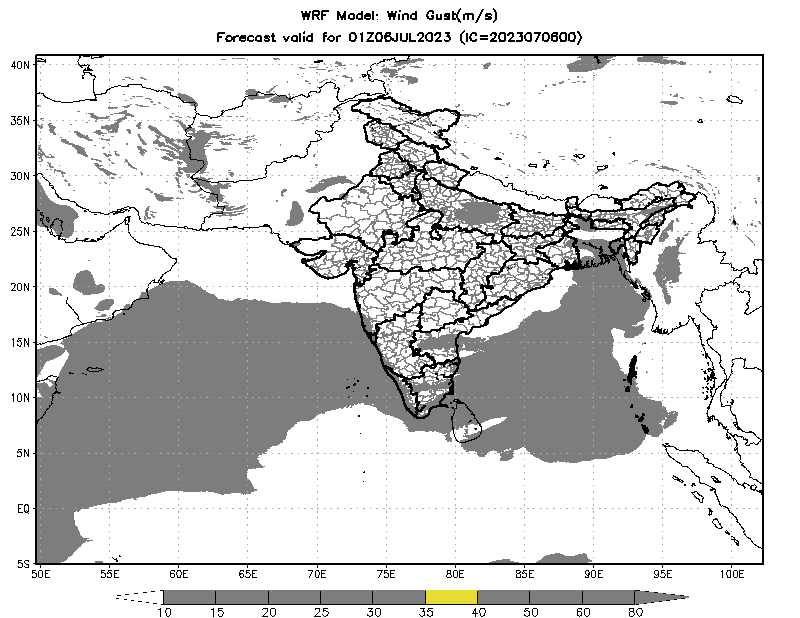 WRF Model: Wind Gust(m/s)
Forecast valid for 01Z06JUL2023 (IC=2023070600)
40N
35N
30N
25N
20N
15N
10N
5N
EQ
5S
50E 55E 60E 65E 70E 75E 80E 85E 90E 95E 100E
10 15 20 25 30 35 40 50 60 80